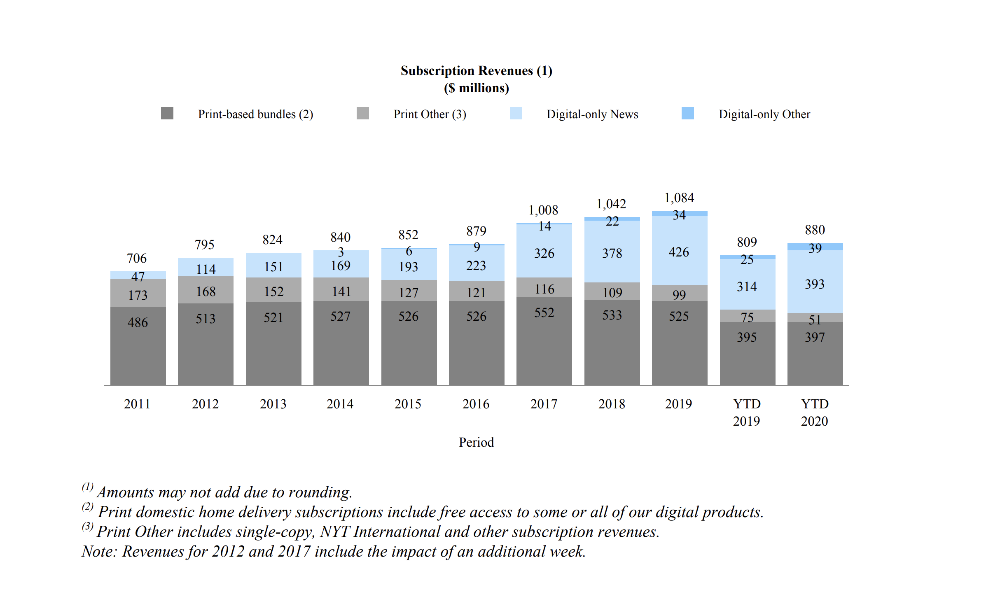 Subscription Revenues (1)
($ millions)
Print-based bundles (2) Print Other (3) Digital-only News Digital-only Other
706 795 824 840 852 879 1,008 1,042 1,084 809 880
3 6 9 14 22 34 25 39
47 114 151 169 193 223 326 378 426 314 393
173 168 152 141 127 121 116 109 99 75 51
486 513 521 527 526 526 552 533 525 395 397
2011 2012 2013 2014 2015 2016 2017 2018 2019 YTD 2019 YTD 2020
Period
(1) Amounts may not add due to rounding.
(2) Print domestic home delivery subscriptions include free access to some or all of our digital products.
(3) Print Other includes single-copy, NYT International and other subscription revenues.
Note: Revenues for 2012 and 2017 include the impact of an additional week.